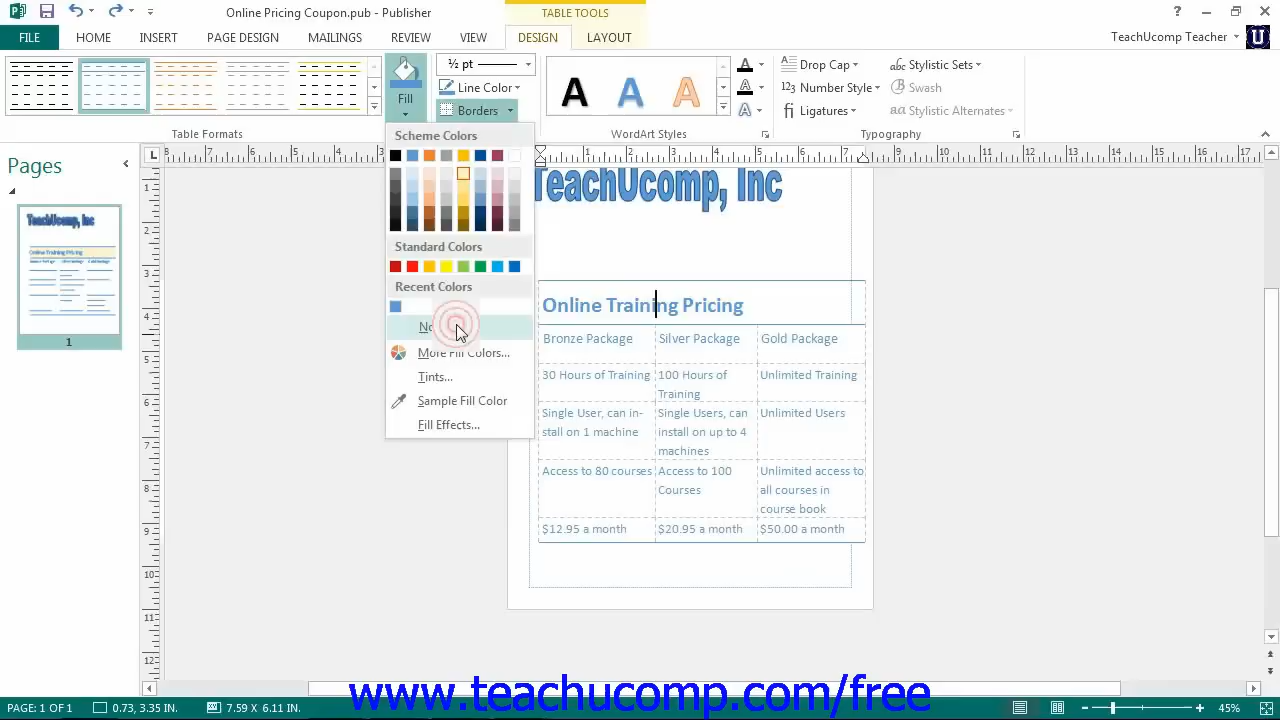 Online Pricing Coupon.pub - Publisher
TABLE TOOLS
FILE HOME INSERT PAGE DESIGN MAILINGS REVIEW VIEW DESIGN LAYOUT
TeachUcomp Teacher
Fill
½ pt
Line Color
Borders
A A A
Drop Cap
Number Style
Ligatures
Stylistic Sets
Swash
Stylistic Alternates
Table Formats
WordArt Styles
Typography
Scheme Colors
Standard Colors
Recent Colors
More Fill Colors...
Tints...
Sample Fill Color
Fill Effects...
Pages
1
TeachUcomp, Inc
Online Training Pricing
Bronze Package Silver Package Gold Package
30 Hours of Training
100 Hours of
Training
Unlimited Training
Single User, can in-
stall on 1 machine
Single Users, can
install on up to 4
machines
Unlimited Users
Access to 80 courses
Access to 100
Courses
Unlimited access to
all courses in
course book
$12.95 a month $20.95 a month $50.00 a month
www.teachucomp.com/free
PAGE: 1 OF 1
0.73, 3.35 IN.
7.59 x 6.11 IN.
45%